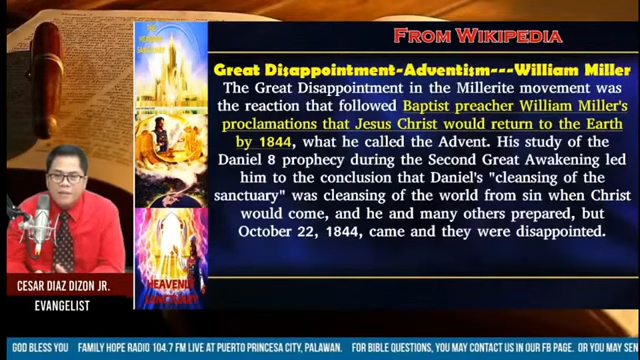 From Wikipedia
Great Disappointment-Adventism---William Miller
The Great Disappointment in the Millerite movement was
the reaction that followed Baptist preacher William Miller's
proclamations that Jesus Christ would return to the Earth
by 1844, what he called the Advent. His study of the
Daniel 8 prophecy during the Second Great Awakening led
him to the conclusion that Daniel's "cleansing of the
sanctuary" was cleansing of the world from sin when Christ
would come, and he and many others prepared, but
October 22, 1844, came and they were disappointed.
HEAVENLY
SANCTUARY
CESAR DIAZ DIZON JR.
EVANGELIST
GOD BLESS YOU FAMILY HOPE RADIO 104.7 FM LIVE AT PUERTO PRINCESA CITY, PALAWAN. FOR BIBLE QUESTIONS, YOU MAY CONTACT US IN OUR FB PAGE. OR YOU MAY SEN